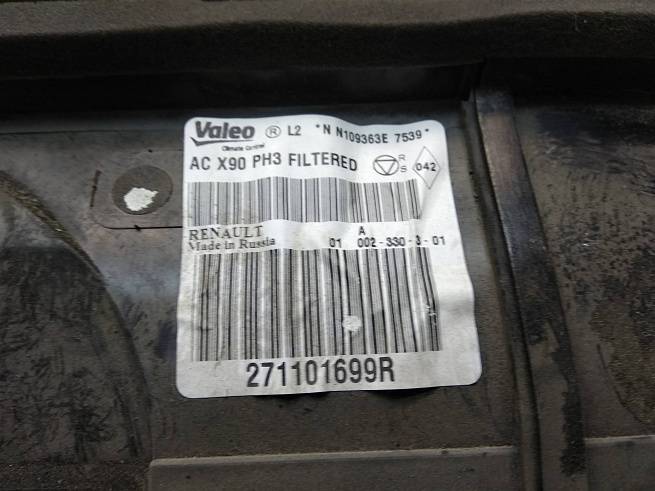 Valeo ® L2 *N N109363E 7539*
Climate Control
AC X90 PH3 FILTERED RS 042
RENAULT A
Made in Russia 01 002-330-3-01
271101699R